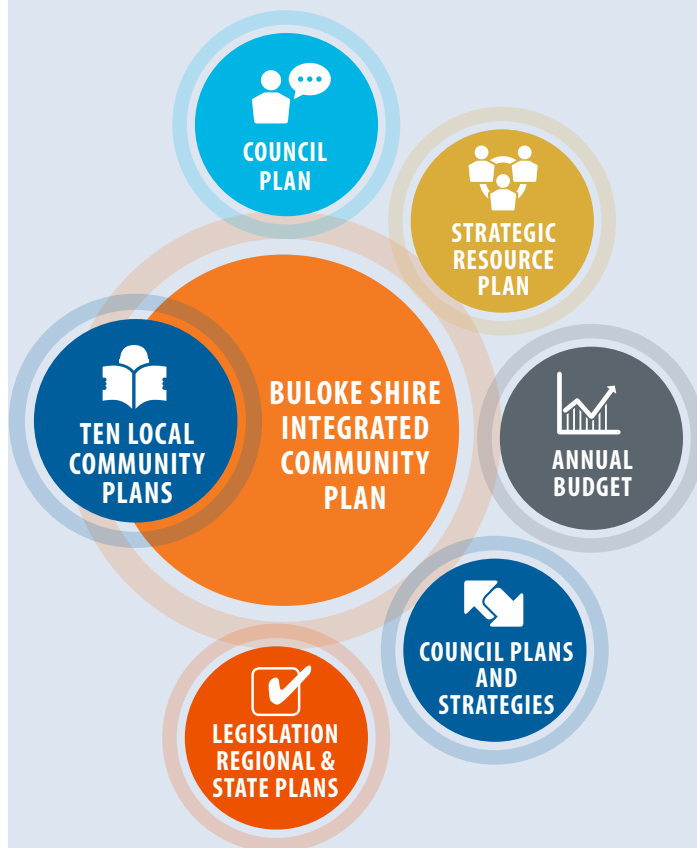 COUNCIL
PLAN
STRATEGIC
RESOURCE
PLAN
BULOKE SHIRE
INTEGRATED
COMMUNITY
PLAN
TEN LOCAL
COMMUNITY
PLANS
ANNUAL
BUDGET
COUNCIL PLANS
AND
STRATEGIES
LEGISLATION
REGIONAL &
STATE PLANS